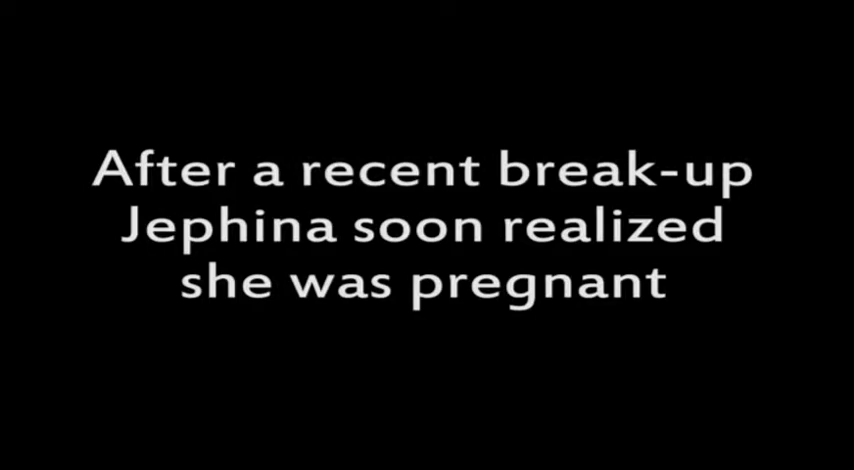 After a recent break-up
Jephina soon realized
she was pregnant